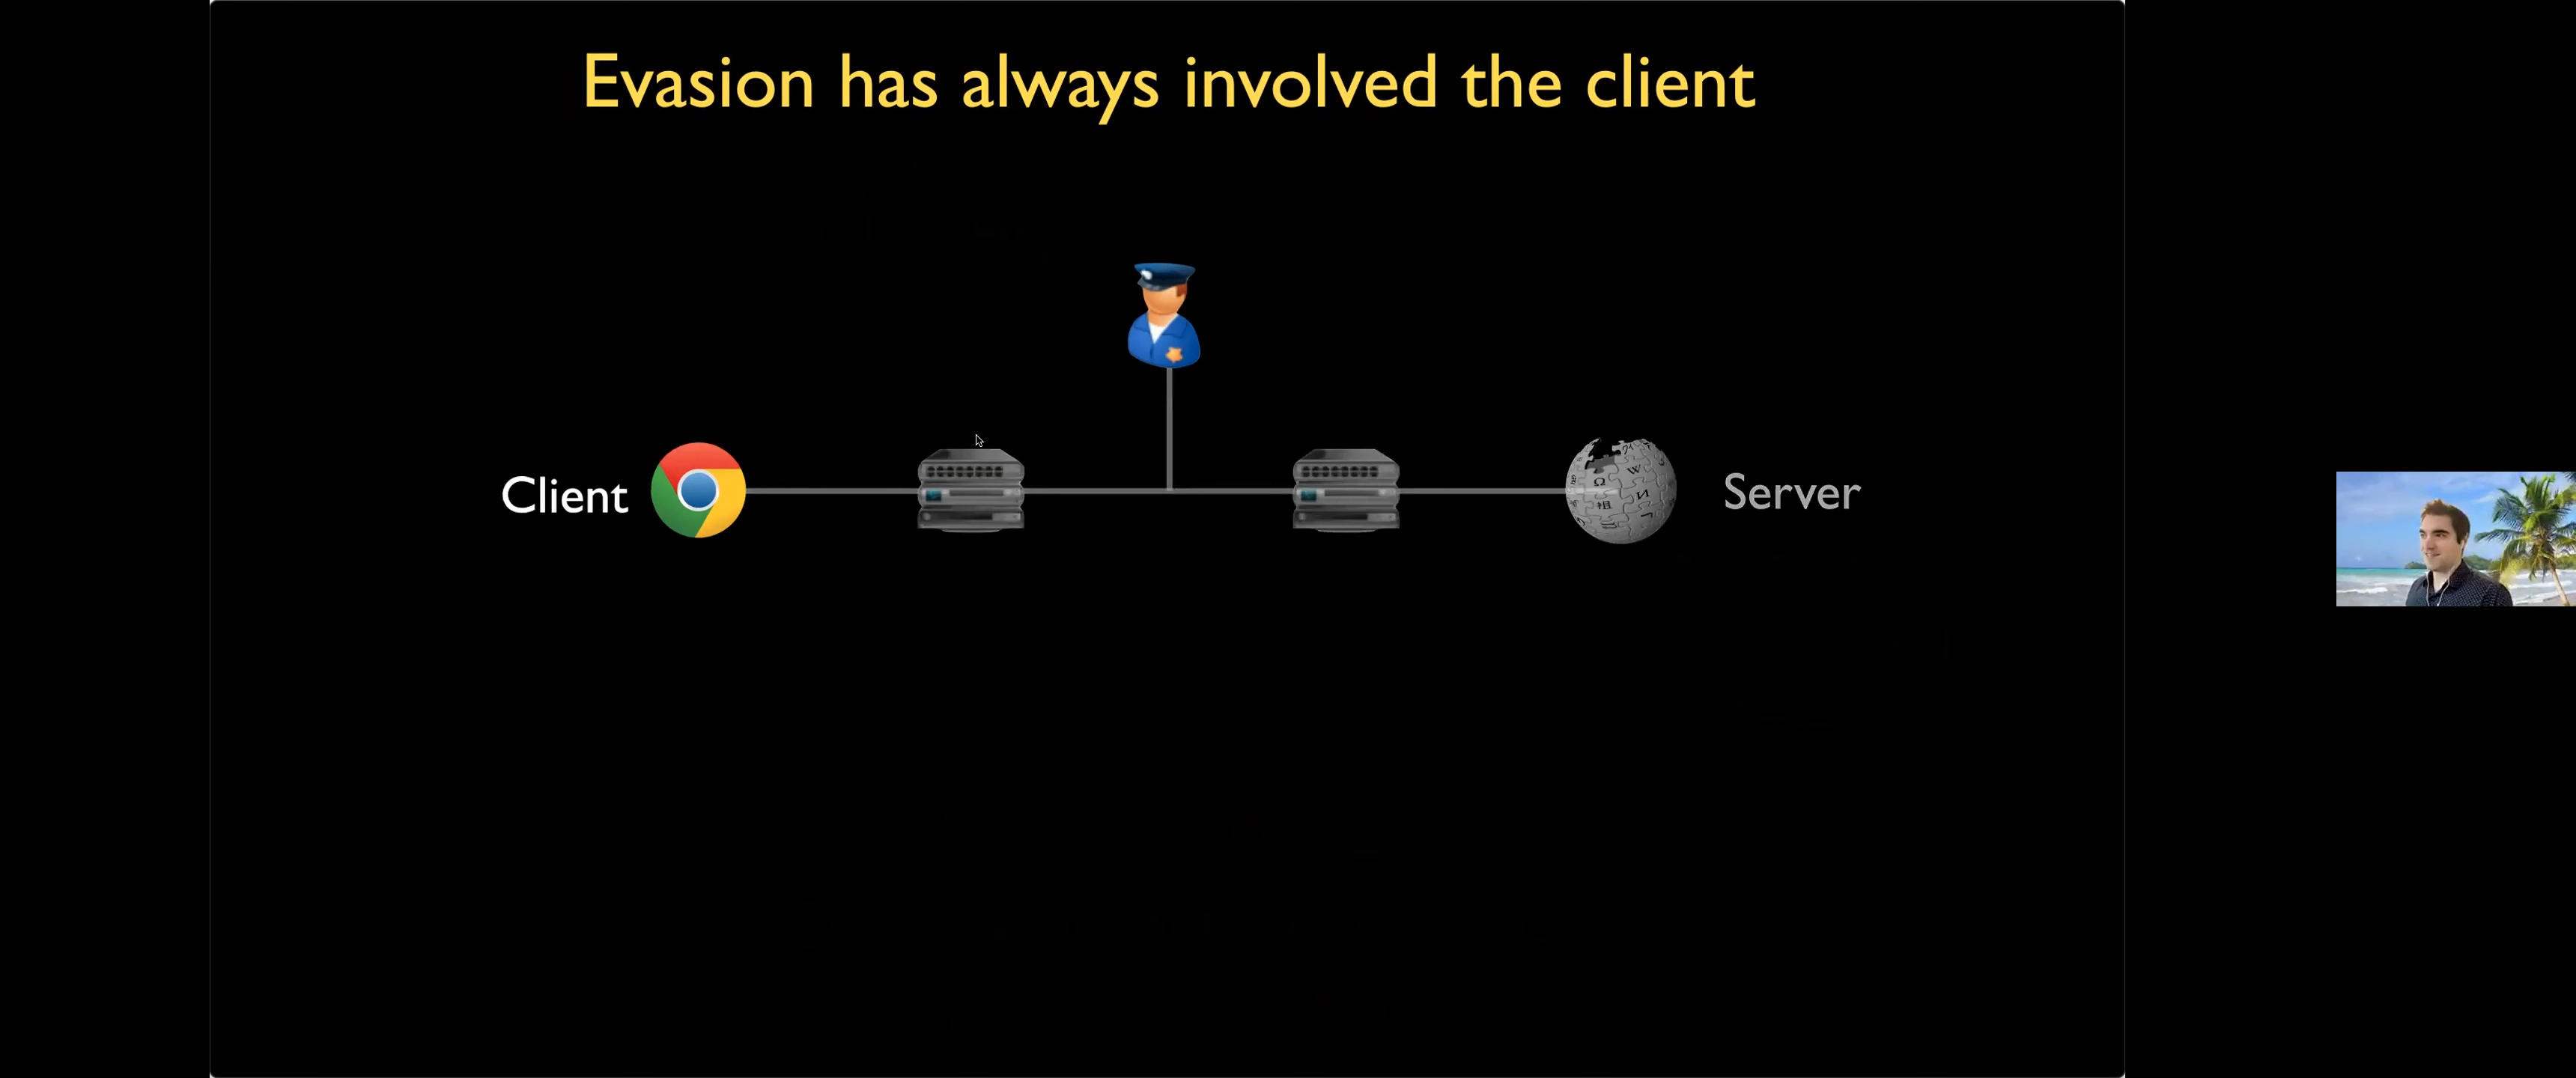 Evasion has always involved the client
Client
Server